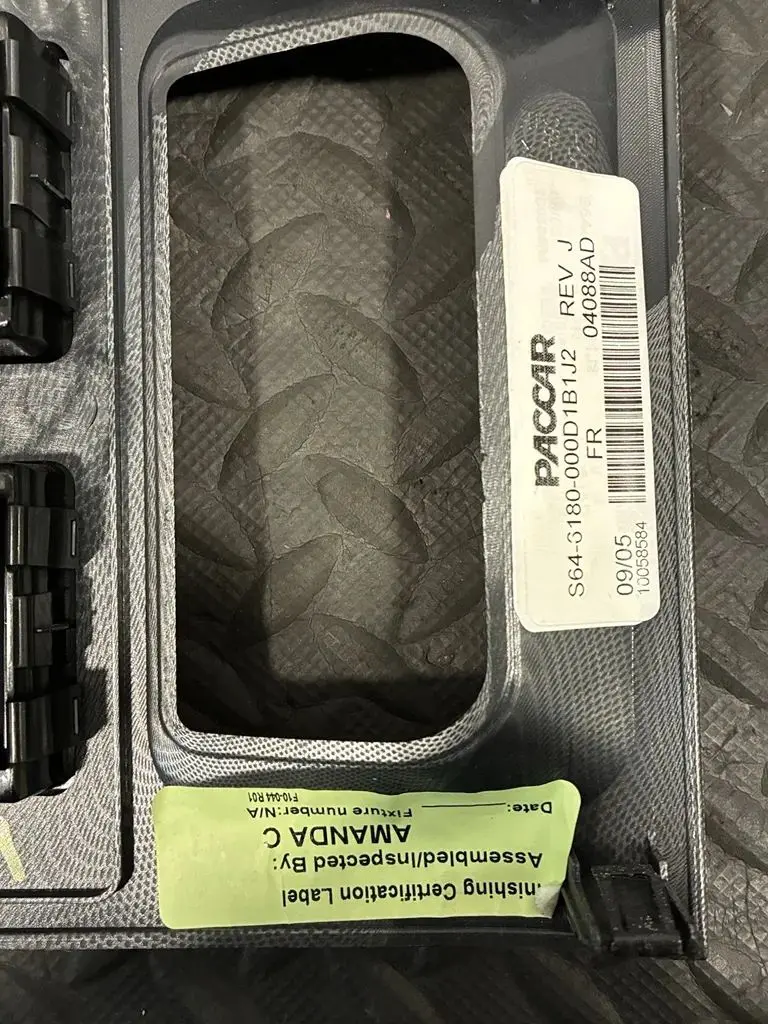 PACCAR
S64-6180-000D1B1J2 REV J
FR 04088AD
09/05
10058584
nishing Certification Label
Assembled/Inspected By:
AMANDA C
Fixture number:N/A
Date:
F10-044 R01